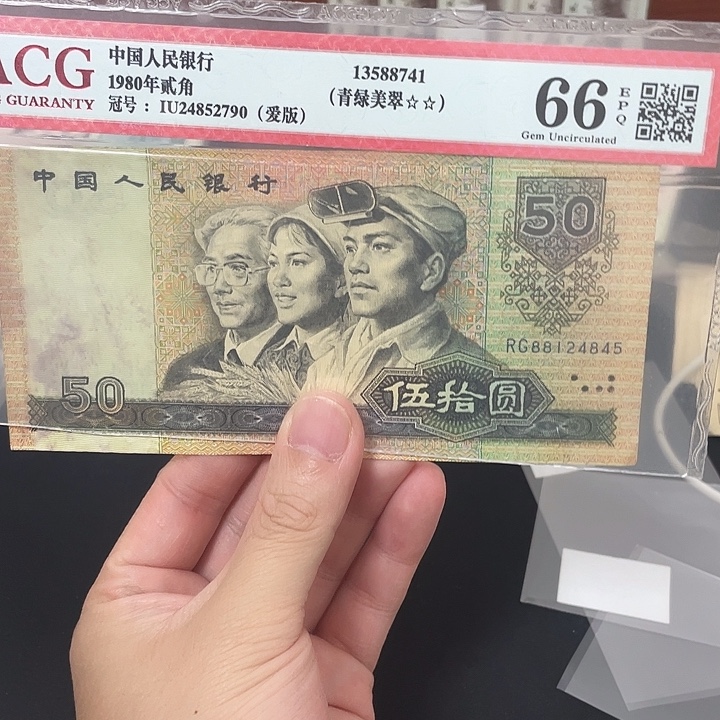 ACG
GUARANTY
中国人民银行
1980年贰角
冠号：IU24852790（爱版）
13588741
（青绿美翠☆☆）
66
EPQ
Gem Uncirculated
中国人民银行
50
RG88124845
50
伍拾圆